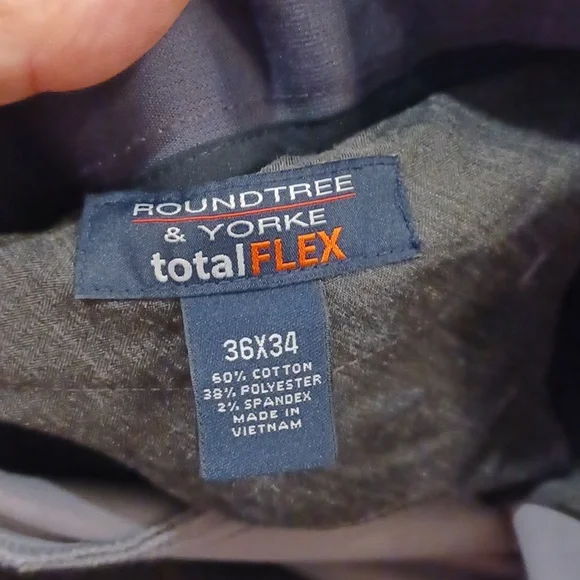 ROUNDTREE
& YORKE
totalFLEX
36X34
60% COTTON
38% POLYESTER
2% SPANDEX
MADE IN
VIETNAM